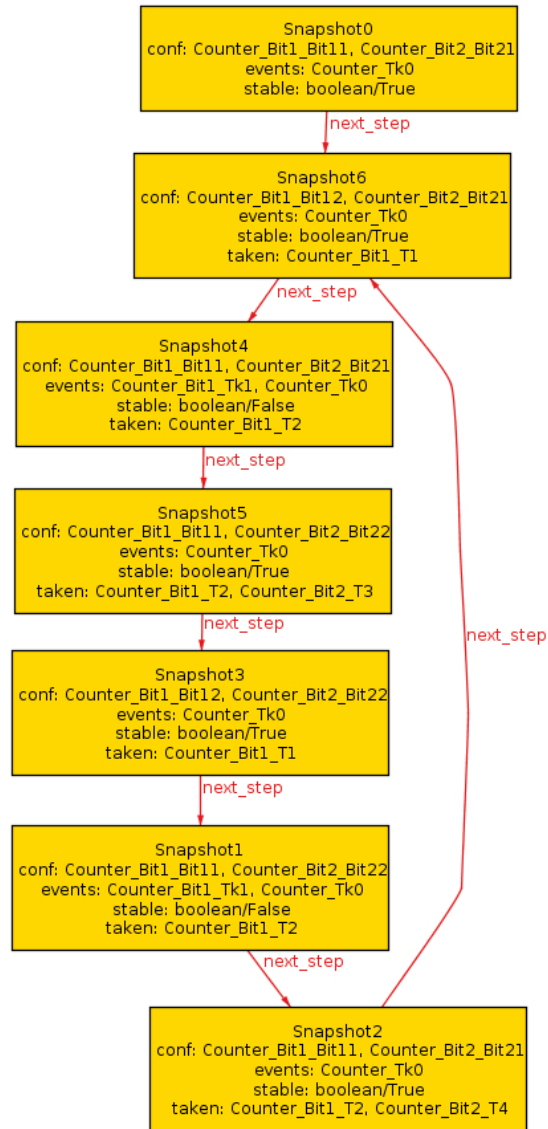 Snapshot0
conf: Counter_Bit1_Bit11, Counter_Bit2_Bit21
events: Counter_Tk0
stable: boolean/True
next_step
Snapshot6
conf: Counter_Bit1_Bit12, Counter_Bit2_Bit21
events: Counter_Tk0
stable: boolean/True
taken: Counter_Bit1_T1
next_step
Snapshot4
conf: Counter_Bit1_Bit11, Counter_Bit2_Bit21
events: Counter_Bit1_Tk1, Counter_Tk0
stable: boolean/False
taken: Counter_Bit1_T2
next_step
Snapshot5
conf: Counter_Bit1_Bit11, Counter_Bit2_Bit22
events: Counter_Tk0
stable: boolean/True
taken: Counter_Bit1_T2, Counter_Bit2_T3
next_step
next_step
Snapshot3
conf: Counter_Bit1_Bit12, Counter_Bit2_Bit22
events: Counter_Tk0
stable: boolean/True
taken: Counter_Bit1_T1
next_step
Snapshot1
conf: Counter_Bit1_Bit11, Counter_Bit2_Bit22
events: Counter_Bit1_Tk1, Counter_Tk0
stable: boolean/False
taken: Counter_Bit1_T2
next_step
Snapshot2
conf: Counter_Bit1_Bit11, Counter_Bit2_Bit21
events: Counter_Tk0
stable: boolean/True
taken: Counter_Bit1_T2, Counter_Bit2_T4